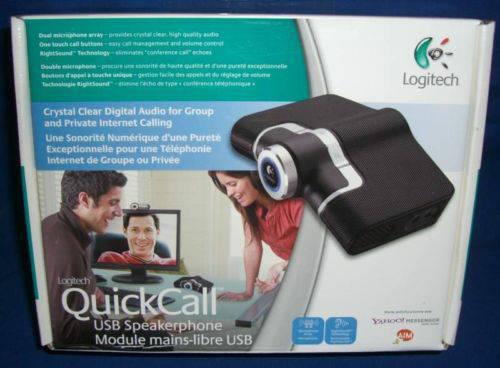 Dual microphone array – provides crystal clear, high quality audio
One touch call buttons – easy call management and volume control
RightSound™ Technology – eliminates "conference call" echoes
Double microphone – procure une sonorité de haute qualité et d'une pureté exceptionnelle
Boutons d'appel à touche unique – gestion facile des appels et du réglage de volume
Technologie RightSound™ – élimine l'écho de type « conférence téléphonique »
Logitech
Crystal Clear Digital Audio for Group
and Private Internet Calling
Une Sonorité Numérique d'une Pureté
Exceptionnelle pour une Téléphonie
Internet de Groupe ou Privée
Logitech
QuickCall™
USB Speakerphone
Module mains-libre USB
YAHOO! MESSENGER
AIM